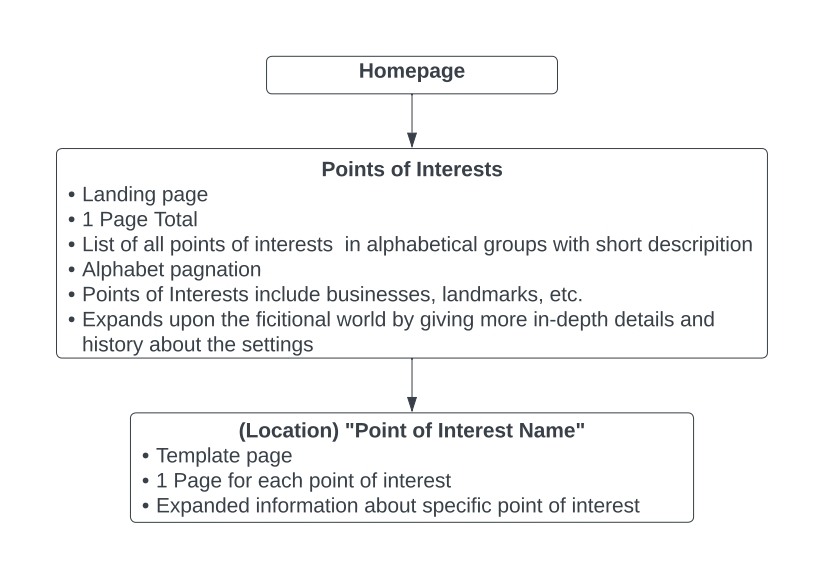 Homepage
Points of Interests
• Landing page
• 1 Page Total
• List of all points of interests  in alphabetical groups with short descripition
• Alphabet pagnation
• Points of Interests include businesses, landmarks, etc.
• Expands upon the ficitional world by giving more in-depth details and
history about the settings
(Location) "Point of Interest Name"
• Template page
• 1 Page for each point of interest
• Expanded information about specific point of interest